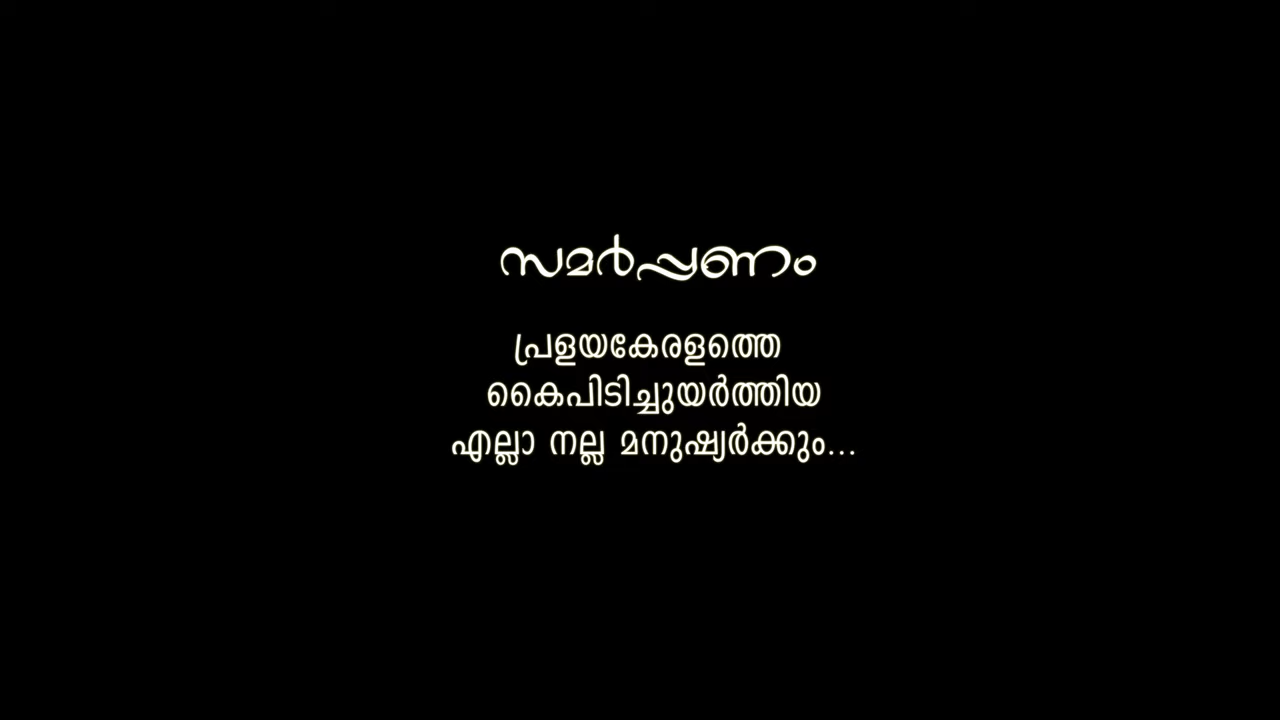 സമർപ്പണം
പ്രളയകേരളത്തെ
കൈപിടിച്ചുയർത്തിയ
എല്ലാ നല്ല മനുഷ്യർക്കും...